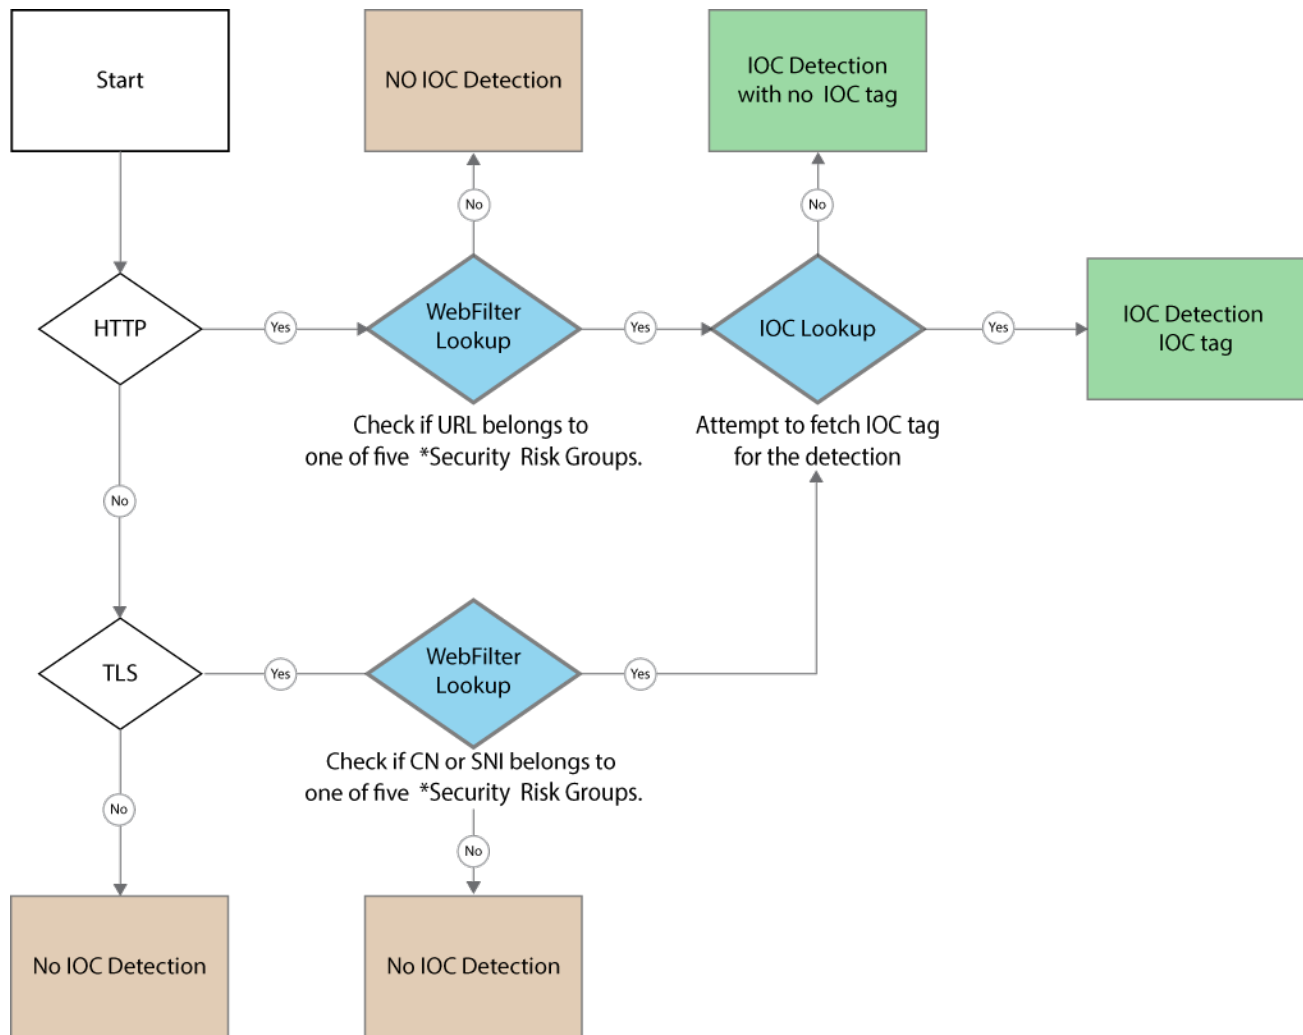 Start
NO IOC Detection
IOC Detection
with no IOC tag
No
No
HTTP
Yes
WebFilter
Lookup
Yes
IOC Lookup
Yes
IOC Detection
IOC tag
Check if URL belongs to
one of five *Security Risk Groups.
Attempt to fetch IOC tag
for the detection
No
TLS
Yes
WebFilter
Lookup
Yes
Check if CN or SNI belongs to
one of five *Security Risk Groups.
No
No
No IOC Detection
No IOC Detection